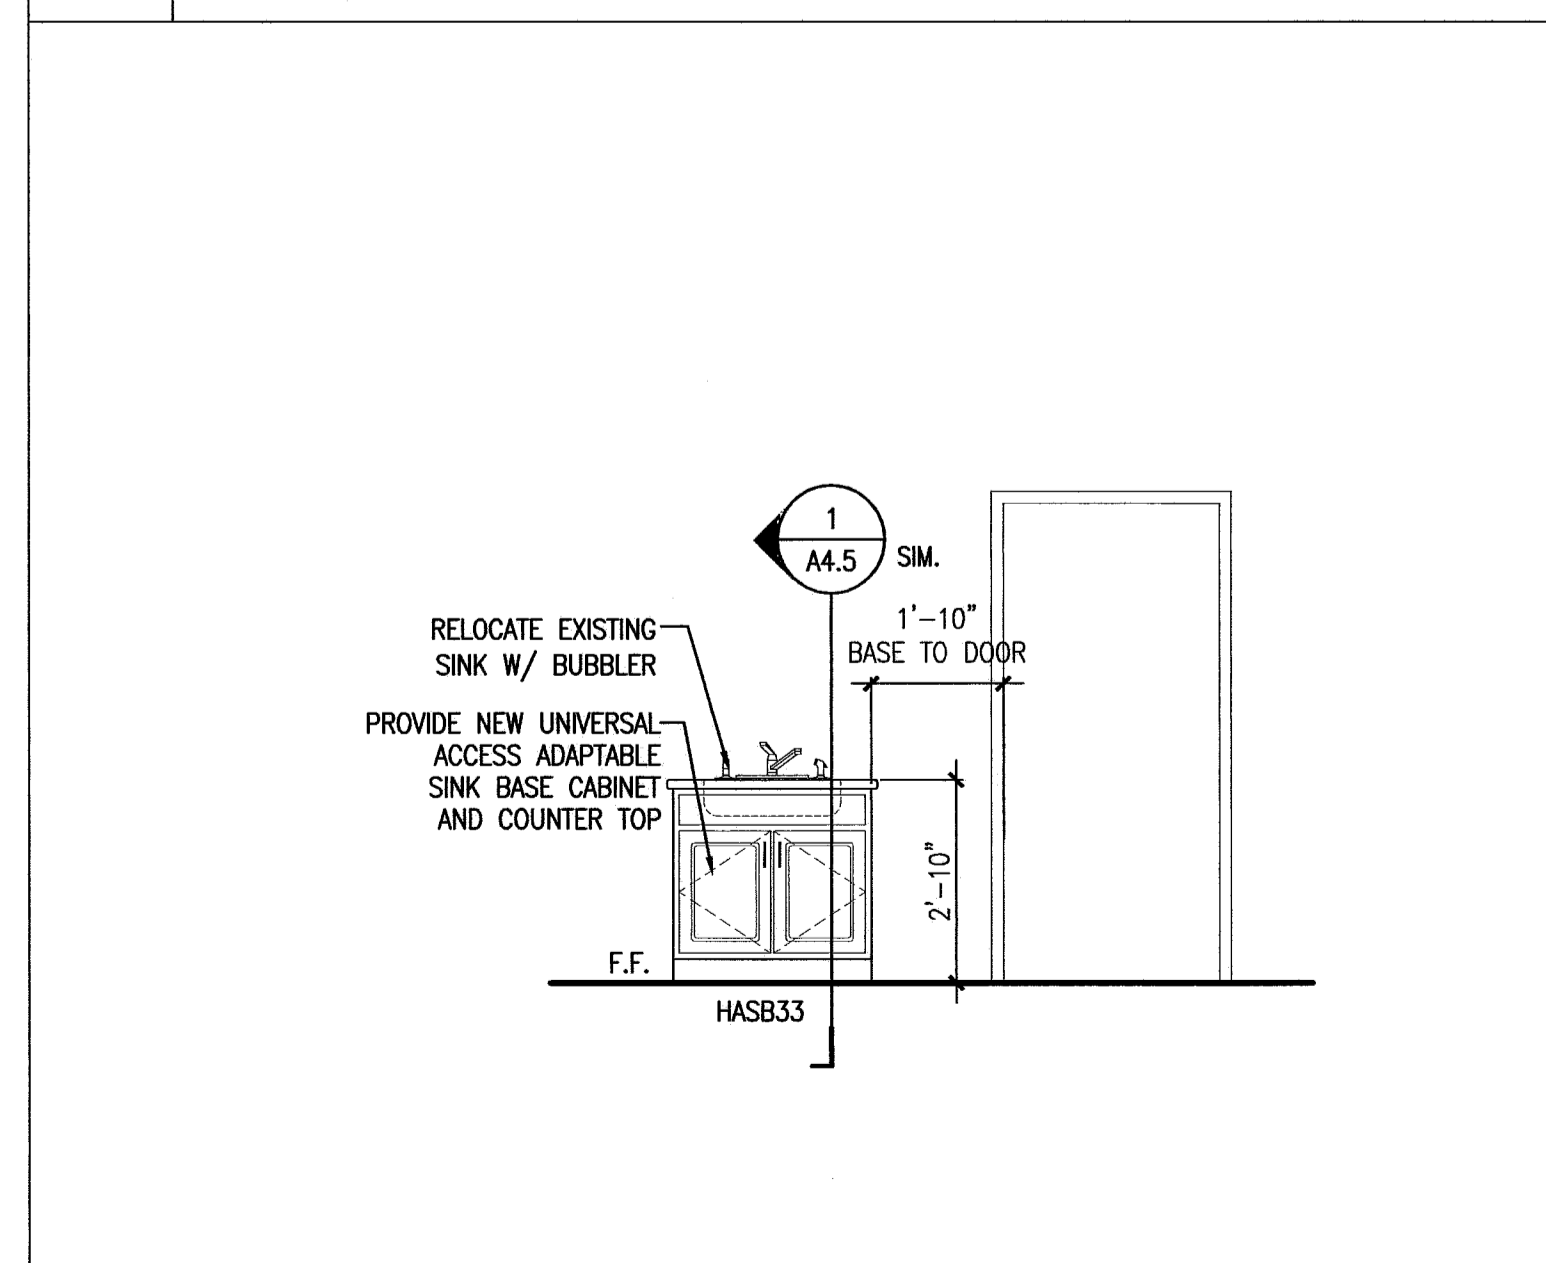 1
A4.5
SIM.
1'-10"
BASE TO DOOR
RELOCATE EXISTING
SINK W/ BUBBLER
PROVIDE NEW UNIVERSAL
ACCESS ADAPTABLE
SINK BASE CABINET
AND COUNTER TOP
2'-10"
F.F.
HASB33